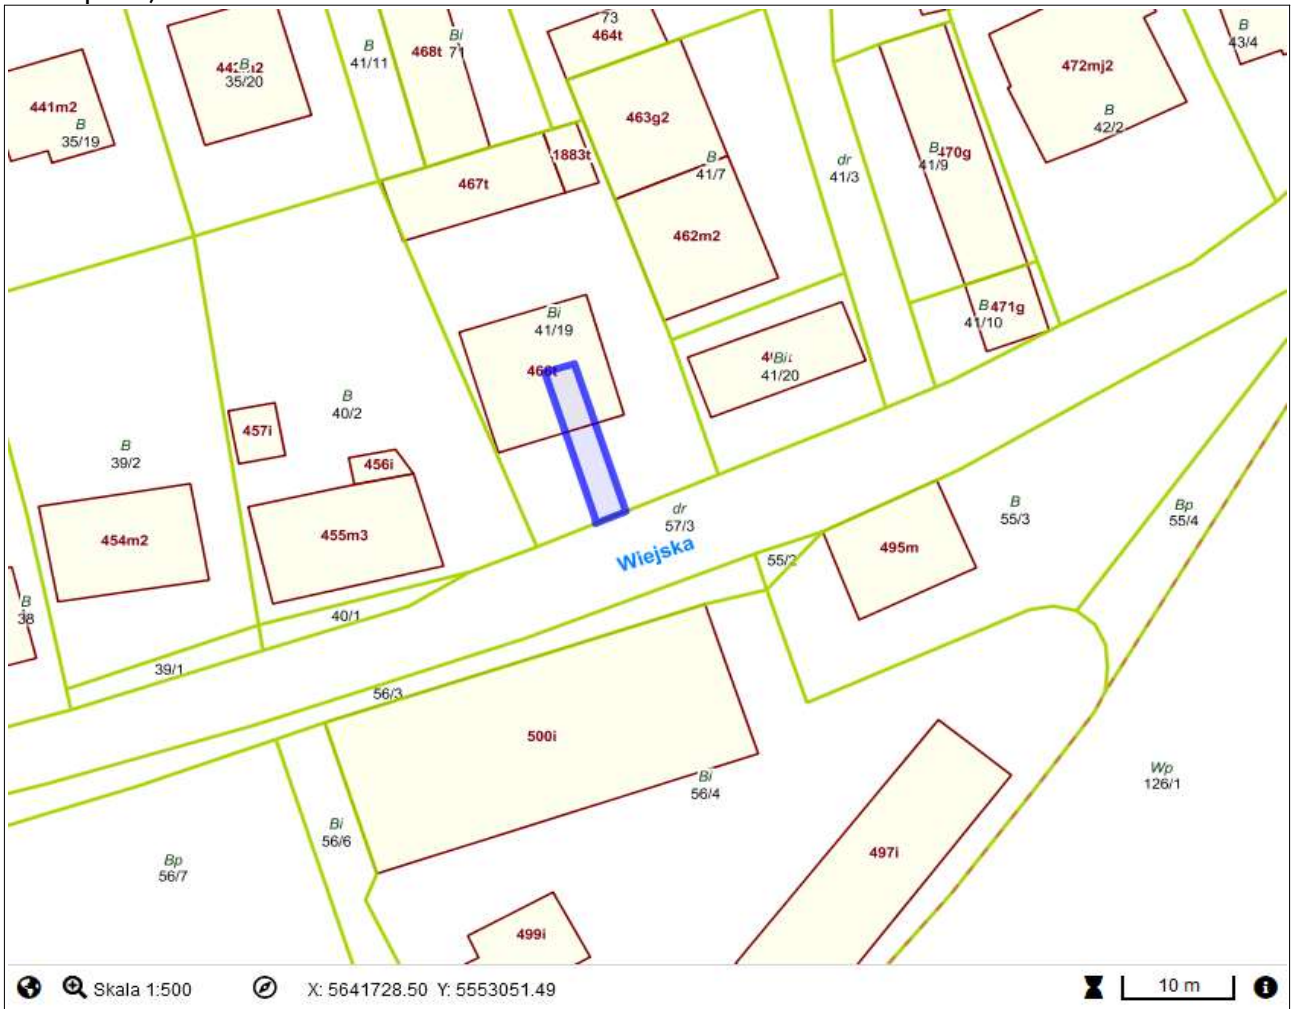 73
464t
B
41/11
468t
Bi
71
B
43/4
B
35/20
472mj2
441m2
B
35/19
463g2
B
42/2
1883t
B
41/7
dr
41/3
B
41/9
470g
467t
462m2
Bi
41/19
B
471g
41/10
Bi
41/20
B
40/2
457i
B
39/2
456i
454m2
455m3
dr
57/3
Wiejska
B
55/3
Bp
55/4
495m
55/2
B
38
40/1
39/1
56/3
500i
Bi
56/4
Wp
126/1
Bi
56/6
Bp
56/7
497i
499i
Skala 1:500
X: 5641728.50 Y: 5553051.49
10 m